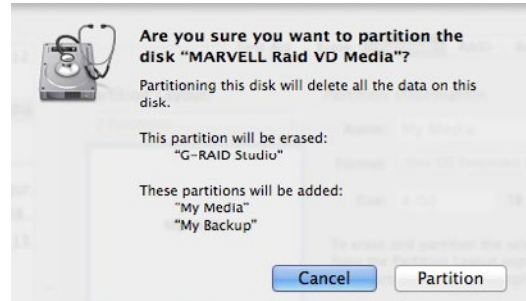 Are you sure you want to partition the
disk “MARVELL Raid VD Media”?
Partitioning this disk will delete all the data on this
disk.
This partition will be erased:
“G-RAID Studio”
These partitions will be added:
"My Media"
"My Backup"
Cancel
Partition